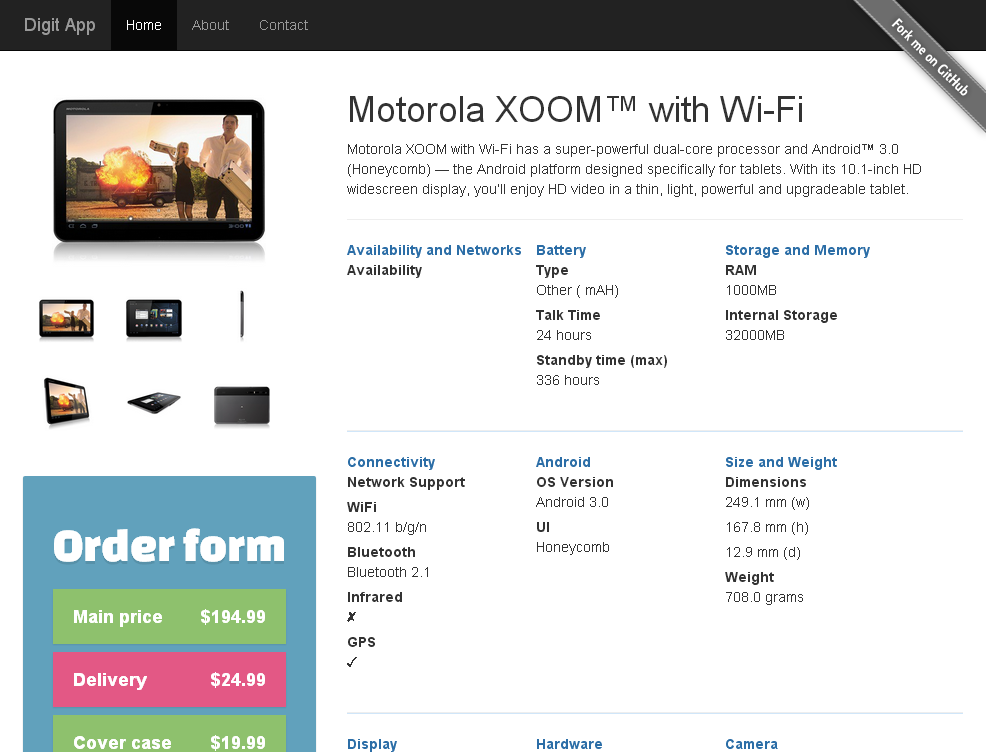 Digit App Home About Contact
Fork me on GitHub
Motorola XOOM™ with Wi-Fi
Motorola XOOM with Wi-Fi has a super-powerful dual-core processor and Android™ 3.0
(Honeycomb) — the Android platform designed specifically for tablets. With its 10.1-inch HD
widescreen display, you'll enjoy HD video in a thin, light, powerful and upgradeable tablet.
Availability and Networks
Availability
Battery
Type
Other ( mAH)
Talk Time
24 hours
Standby time (max)
336 hours
Storage and Memory
RAM
1000MB
Internal Storage
32000MB
Connectivity
Network Support
WiFi
802.11 b/g/n
Bluetooth
Bluetooth 2.1
Infrared
✗
GPS
✓
Android
OS Version
Android 3.0
UI
Honeycomb
Size and Weight
Dimensions
249.1 mm (w)
167.8 mm (h)
12.9 mm (d)
Weight
708.0 grams
Display
Hardware
Camera
Order form
Main price $194.99
Delivery $24.99
Cover case $19.99